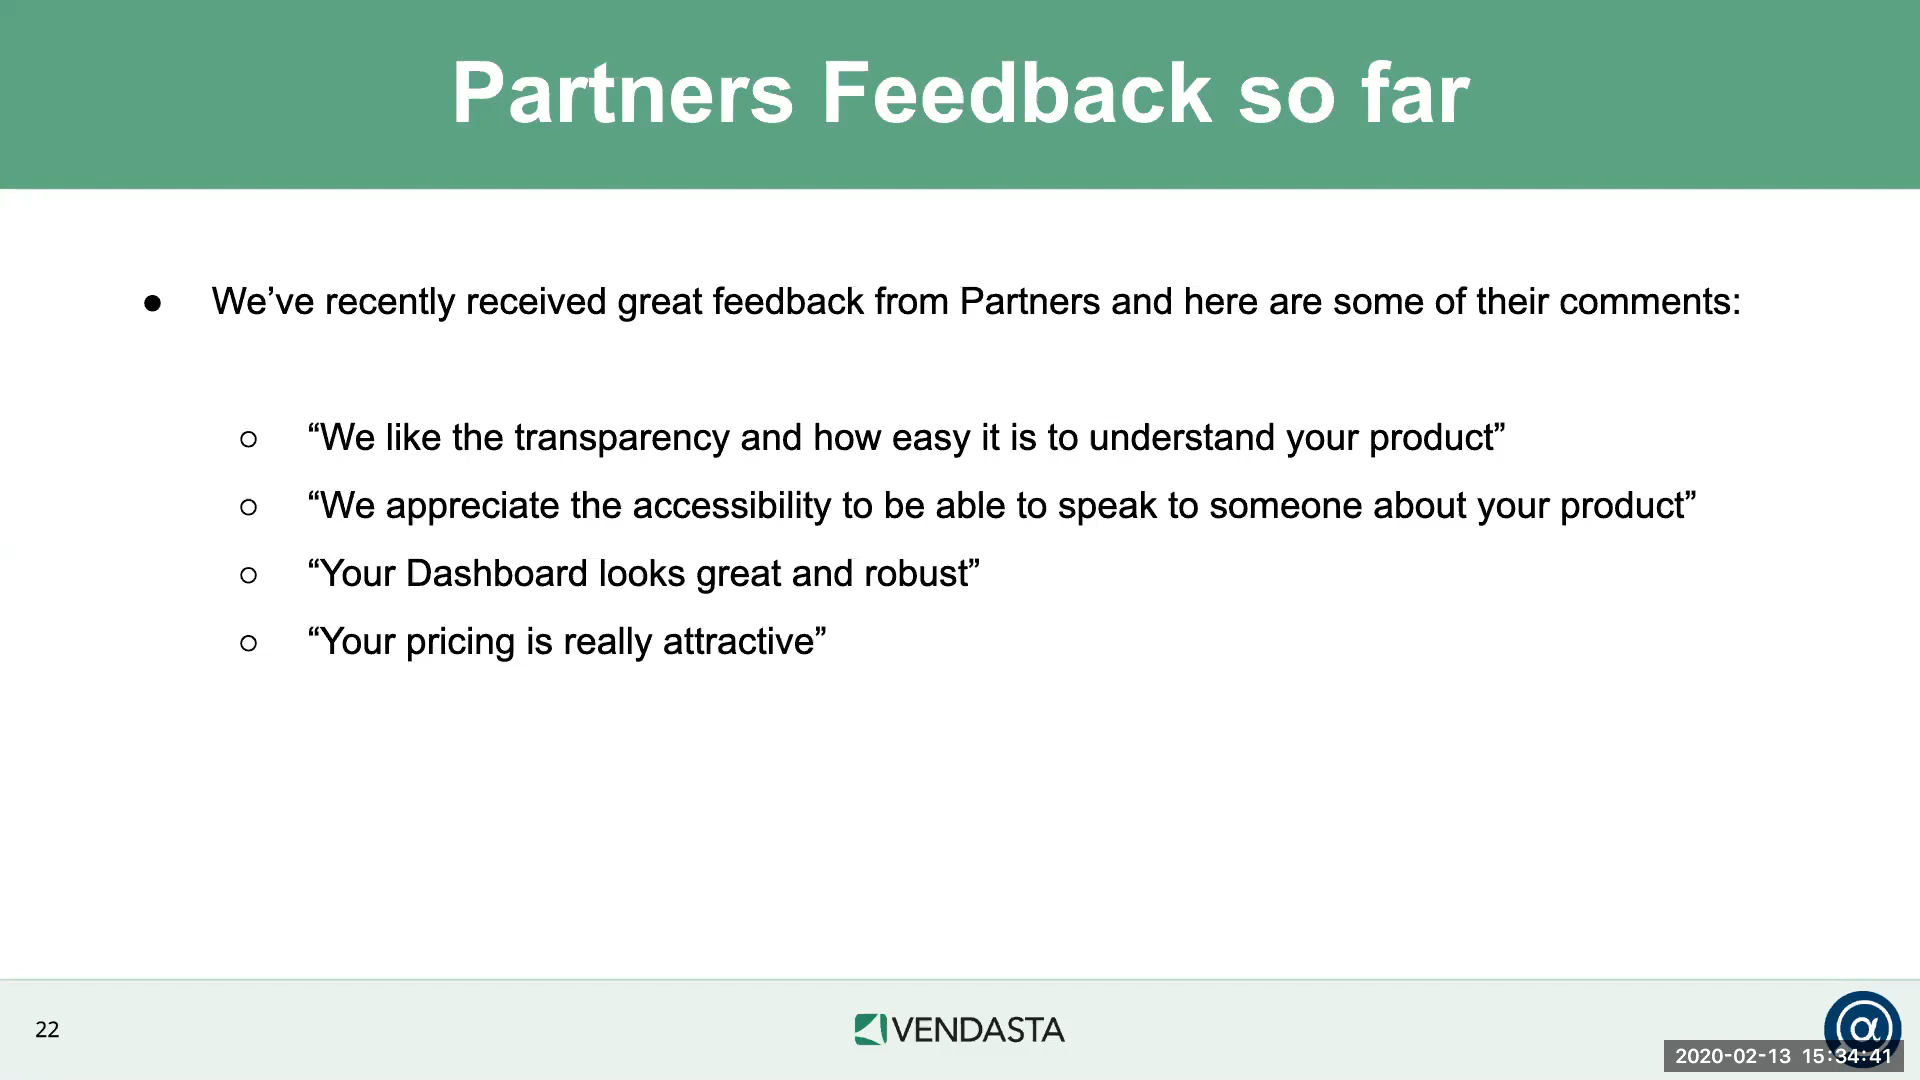 Partners Feedback so far
● We’ve recently received great feedback from Partners and here are some of their comments:
○ “We like the transparency and how easy it is to understand your product”
○ “We appreciate the accessibility to be able to speak to someone about your product”
○ “Your Dashboard looks great and robust”
○ “Your pricing is really attractive”
22
VENDASTA
α
2020-02-13 15:34:41